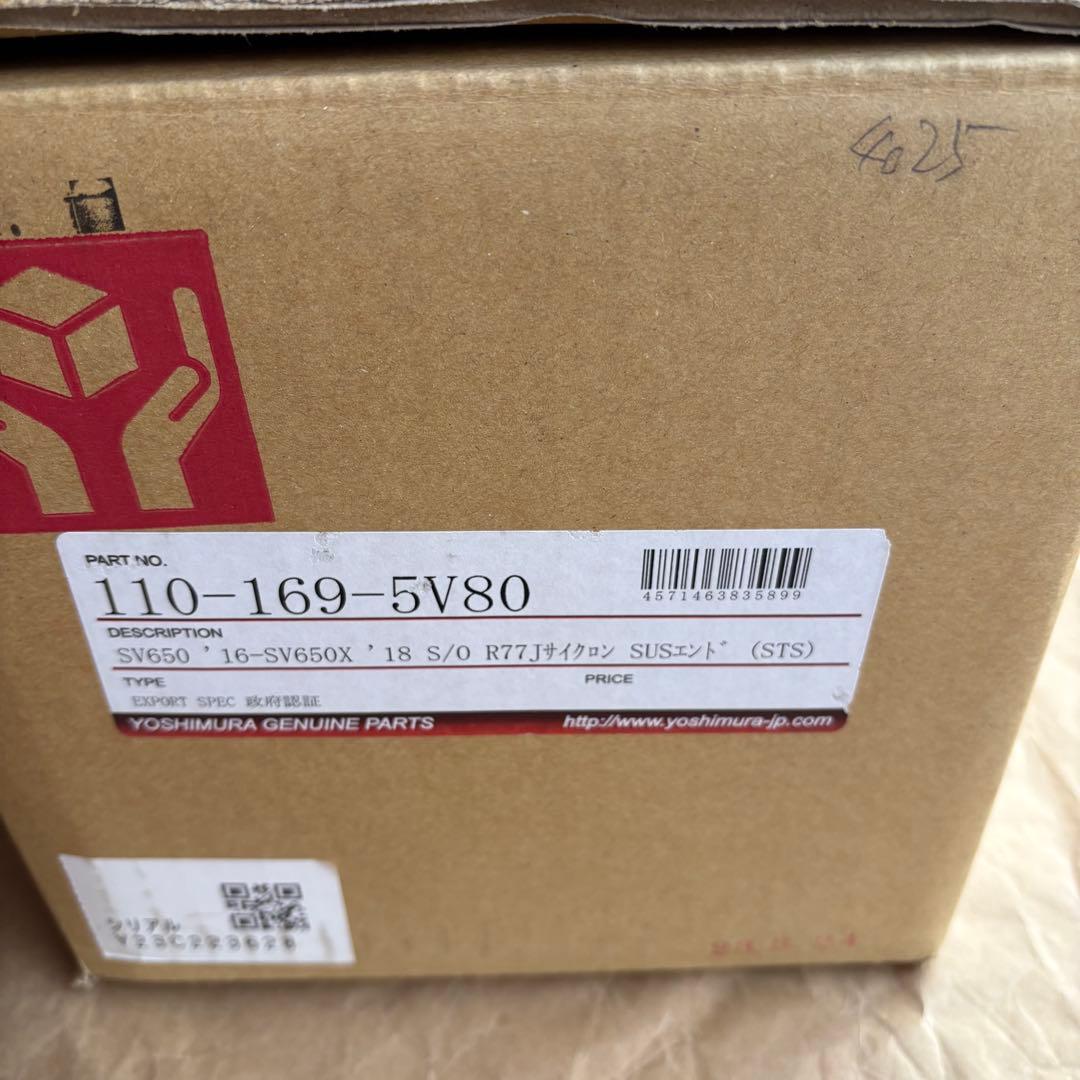 4025
PART NO.
110-169-5V80
4571463835899
DESCRIPTION
SV650 '16-SV650X '18 S/O R77Jサイクロン SUSエンド (STS)
TYPE
PRICE
EXPORT SPEC 政府認証
YOSHIMURA GENUINE PARTS
http://www.yoshimura-jp.com
シリアル